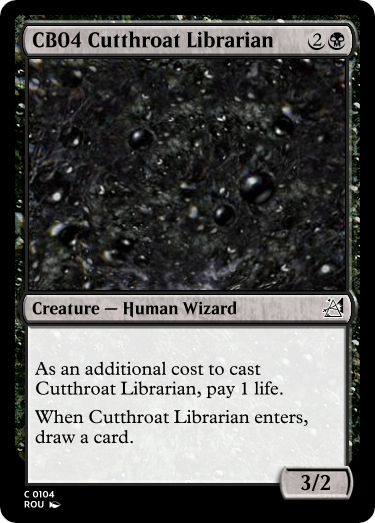 CB04 Cutthroat Librarian 2
Creature — Human Wizard
As an additional cost to cast
Cutthroat Librarian, pay 1 life.
When Cutthroat Librarian enters,
draw a card.
3/2
C 0104
ROU